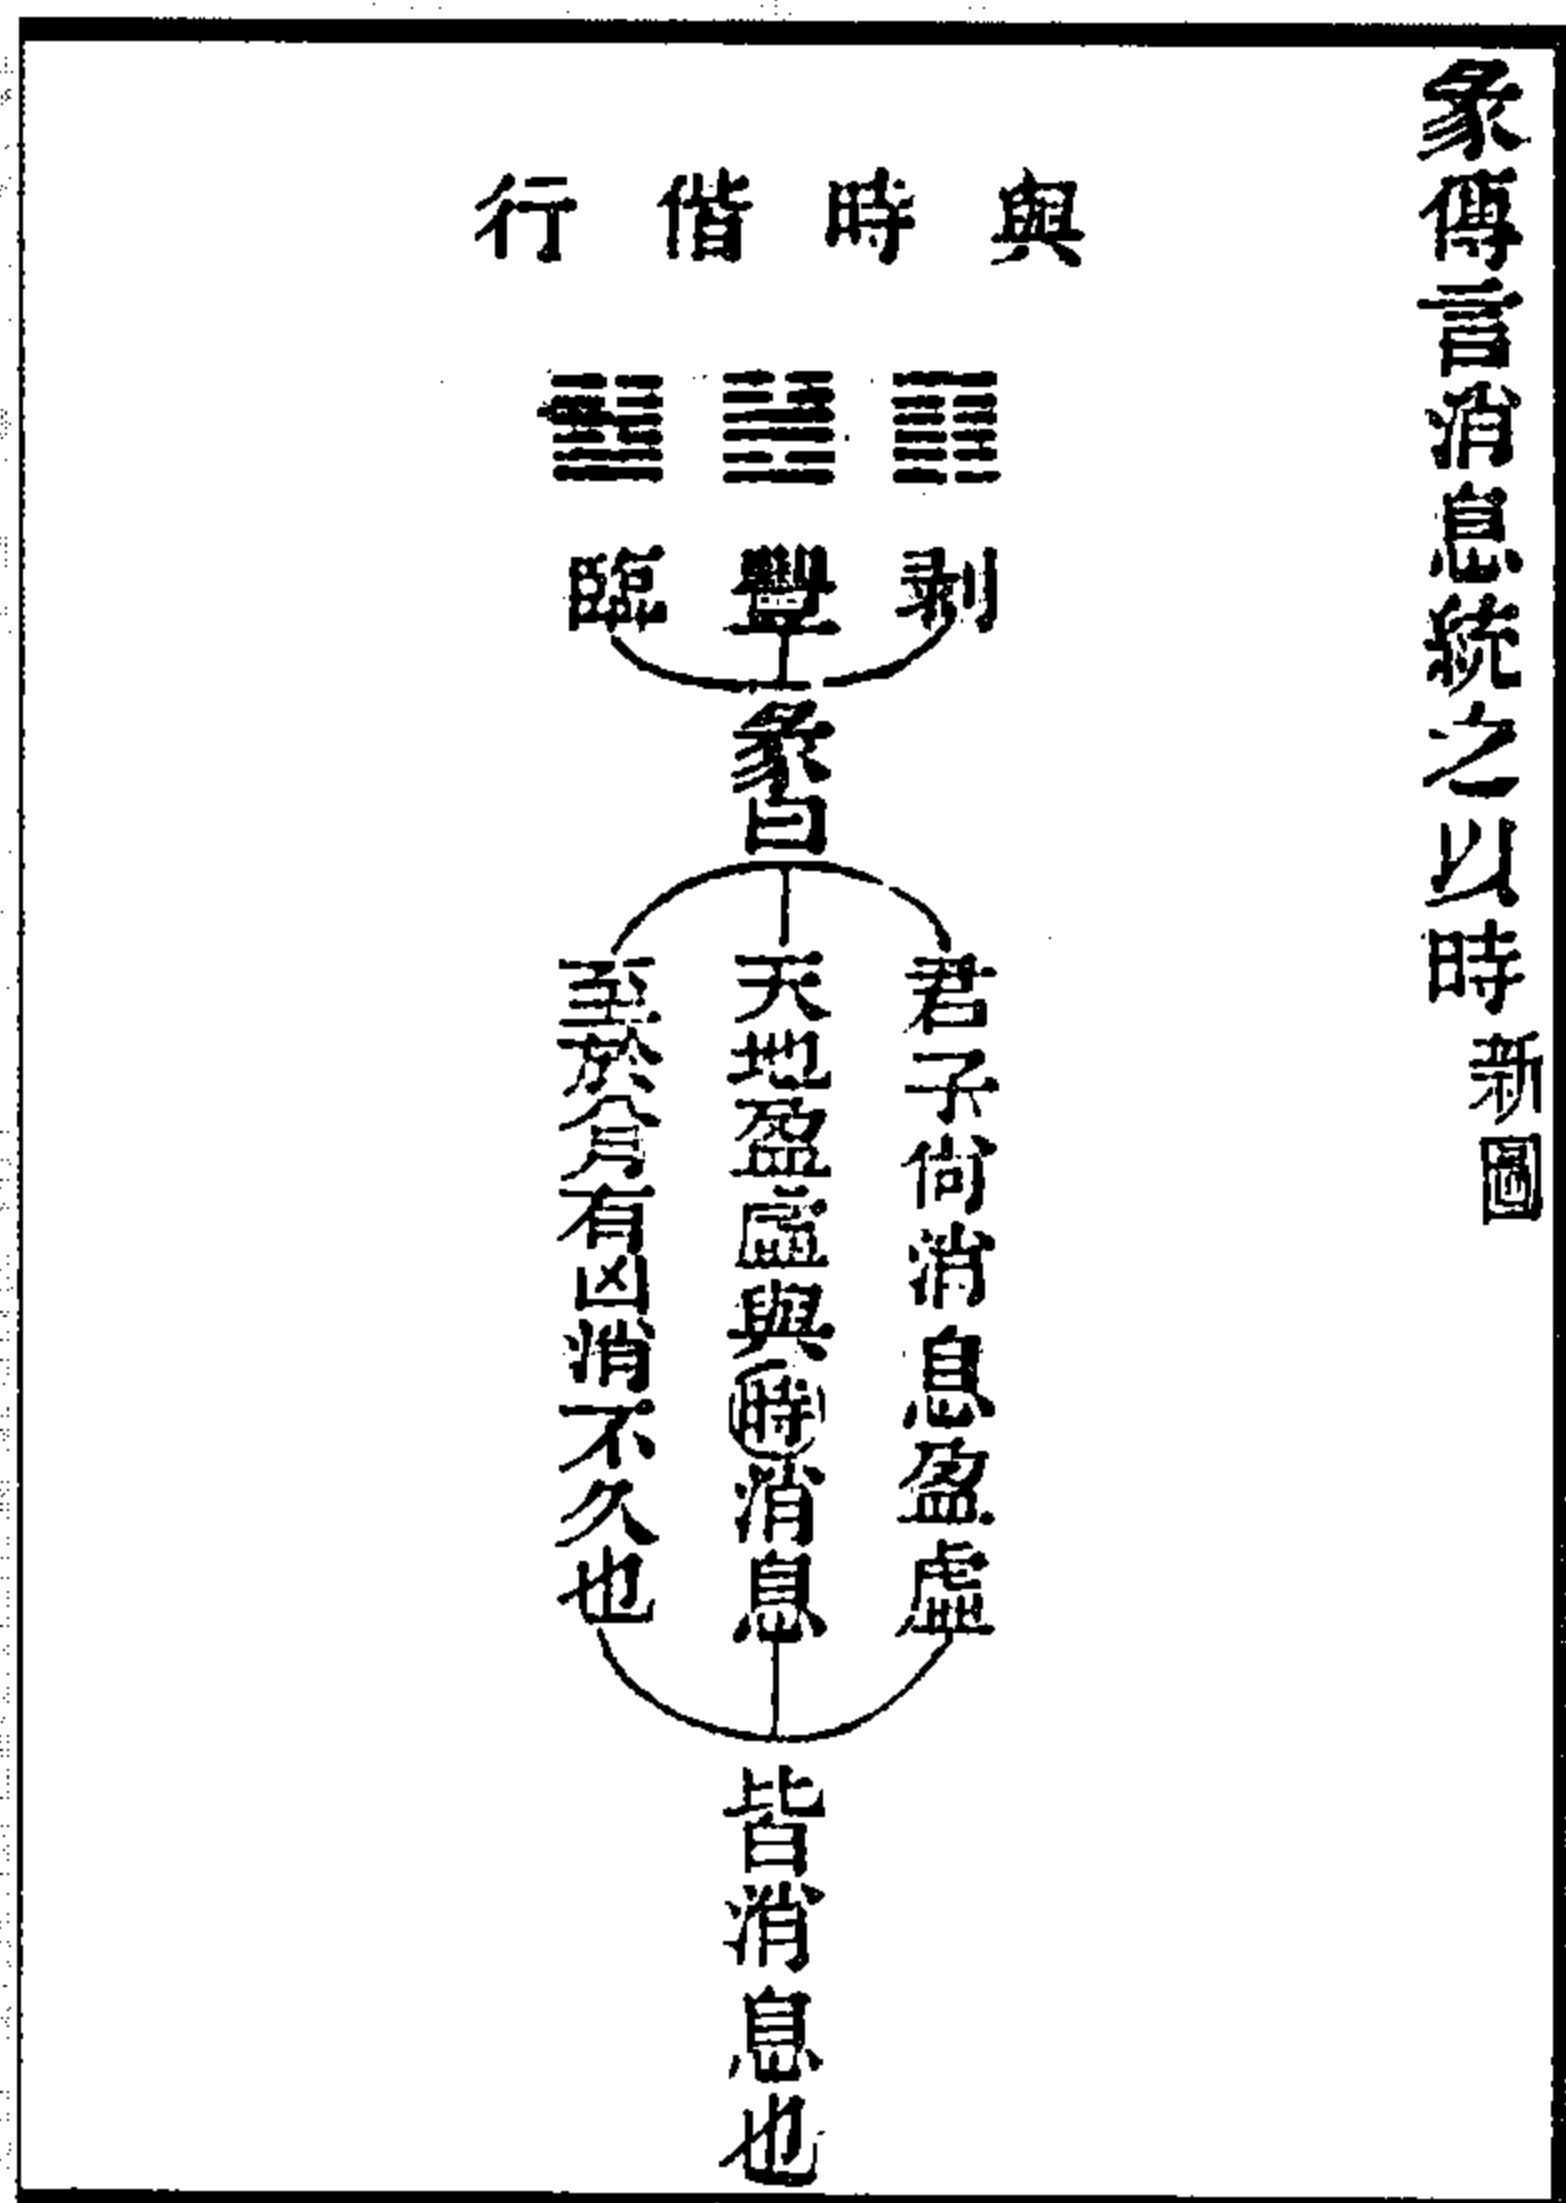 彖傳言消息統之以時 新圖
與時偕行
剥
豐
臨
彖曰
君子尚消息盈虛
天地盈虛與時消息
至於八月有凶消不久也
皆消息也